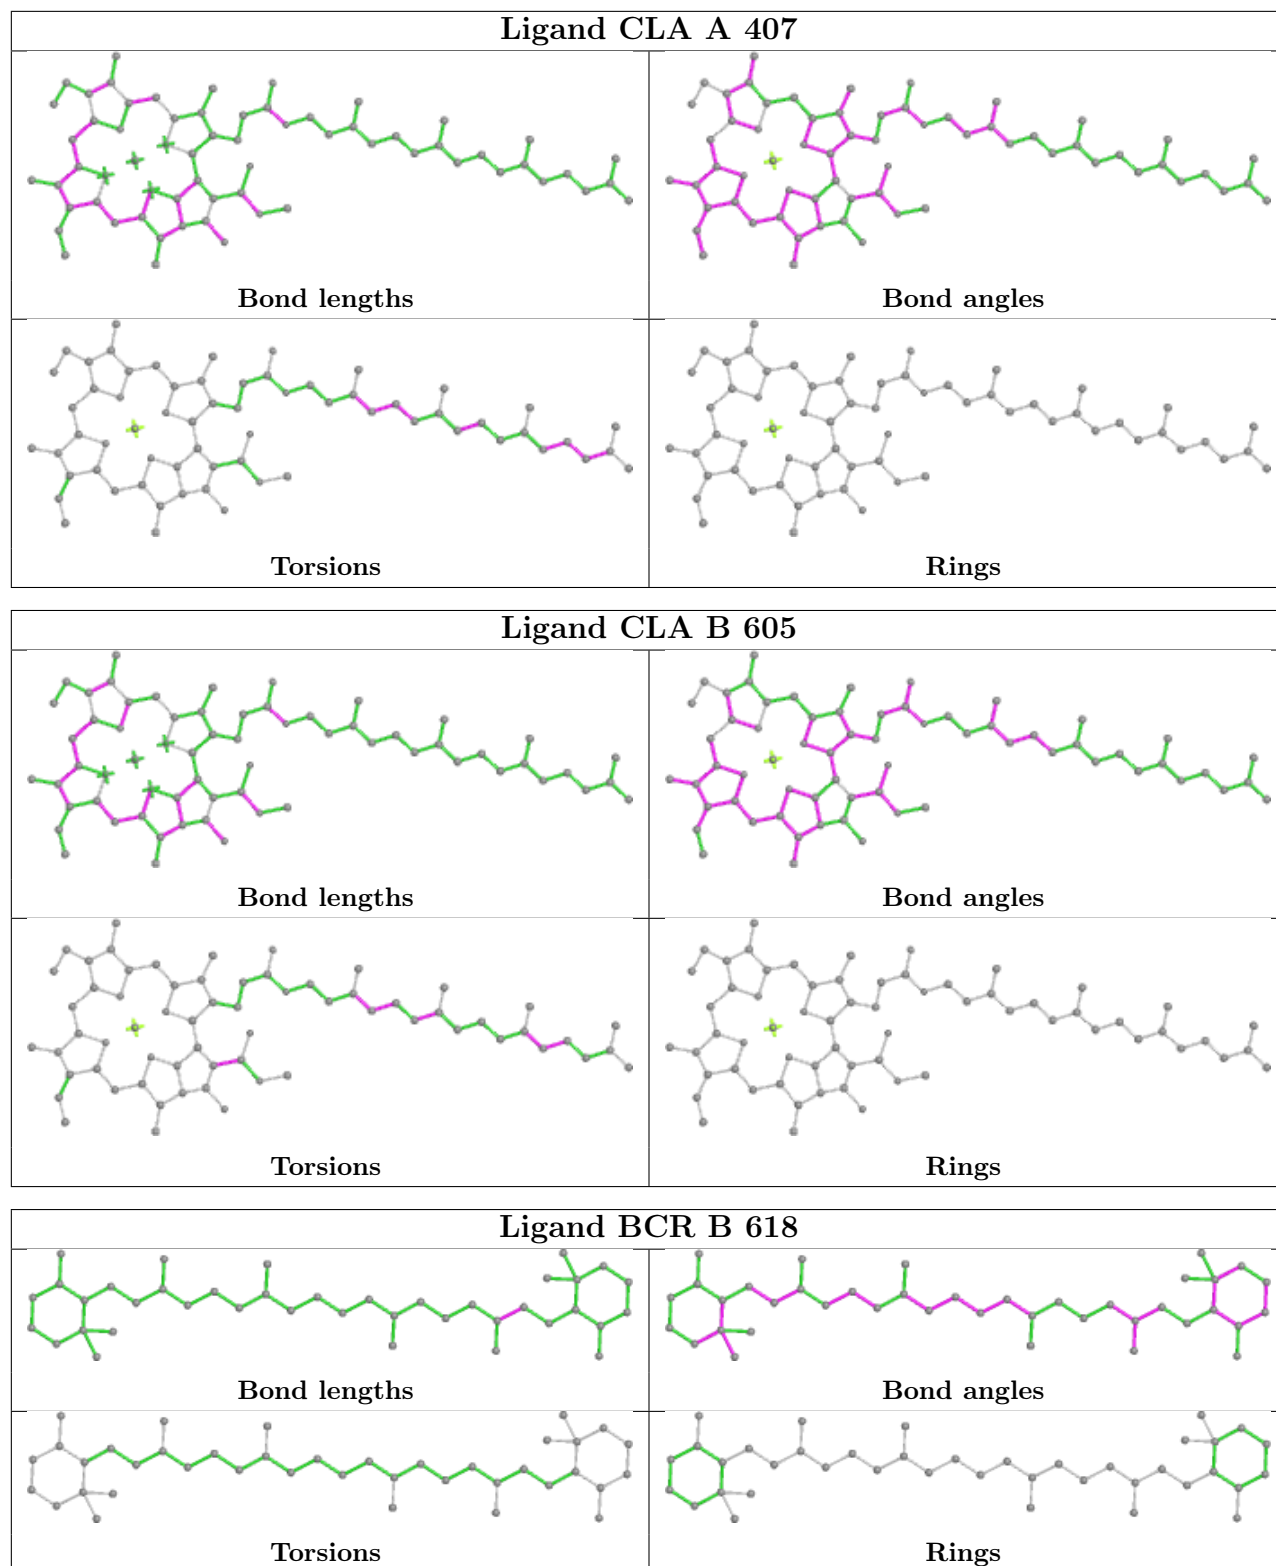 Ligand CLA A 407
Bond lengths
Bond angles
Torsions
Rings
Ligand CLA B 605
Bond lengths
Bond angles
Torsions
Rings
Ligand BCR B 618
Bond lengths
Bond angles
Torsions
Rings